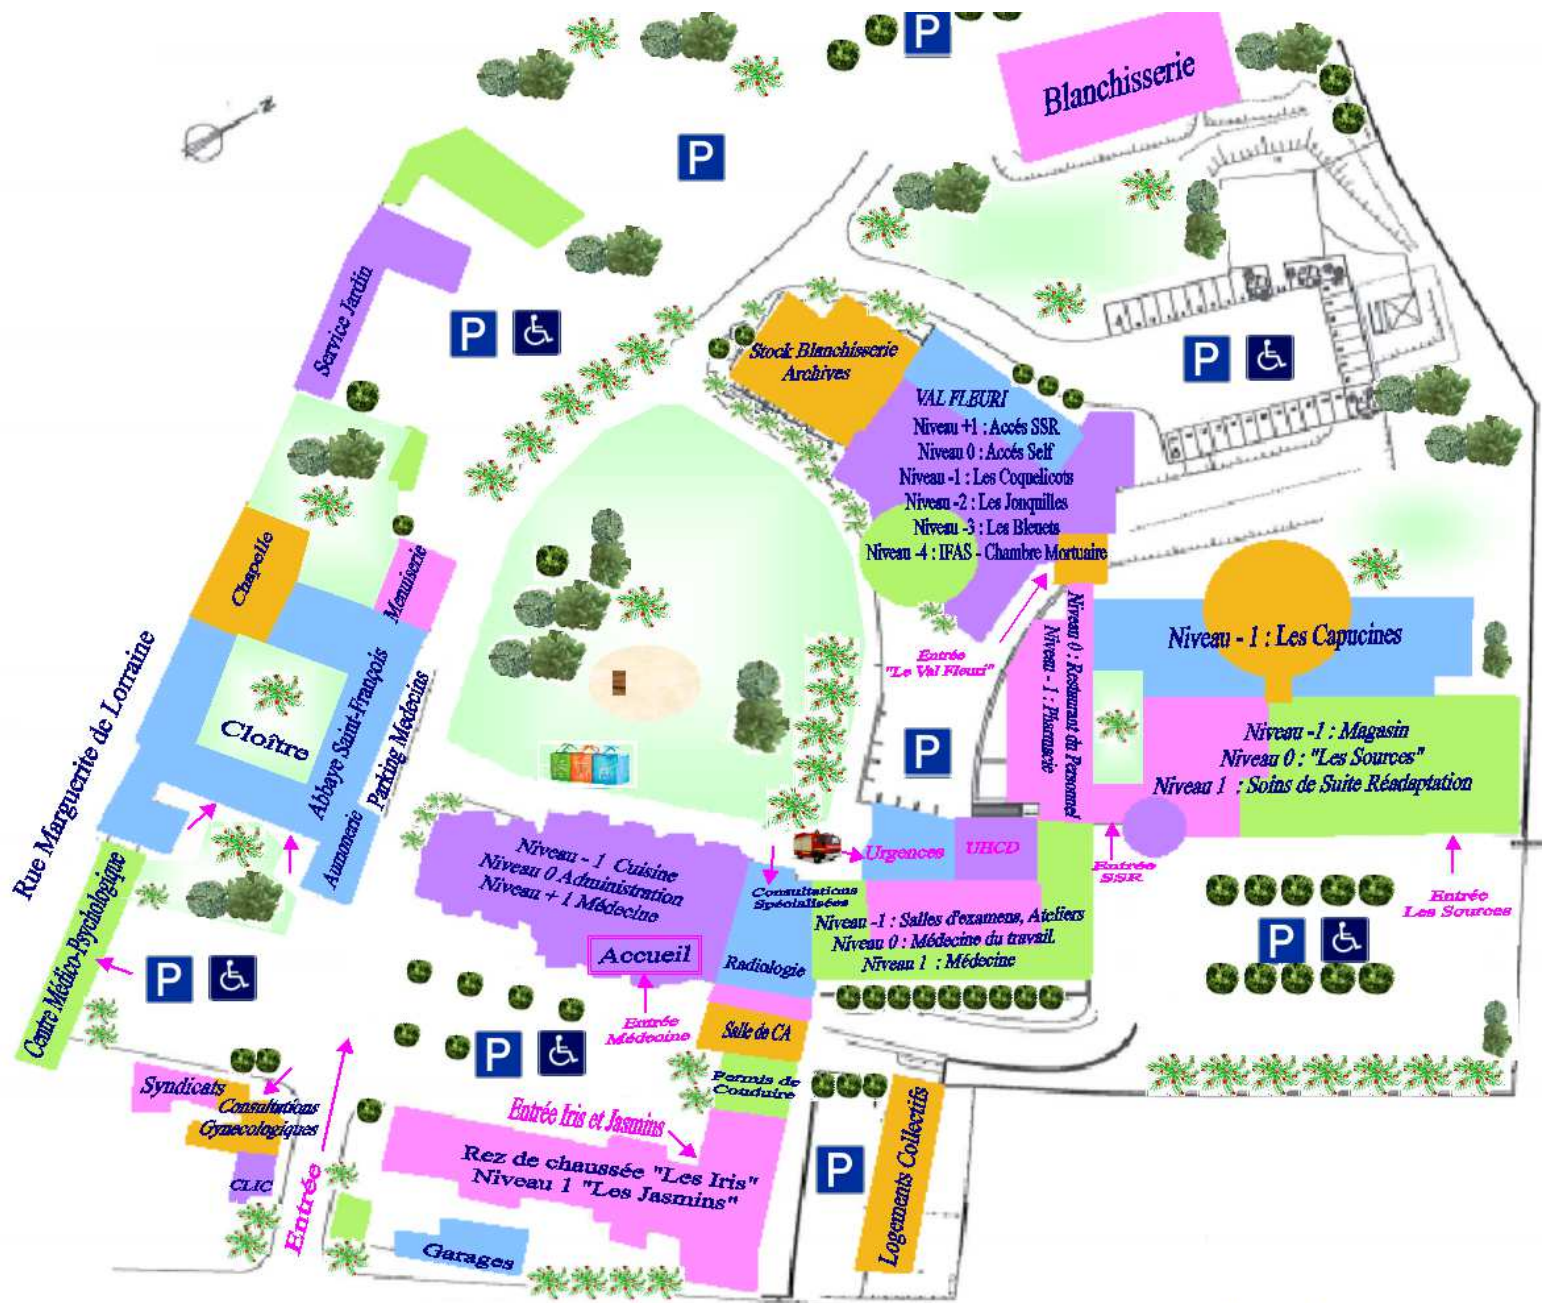 P
Blanchisserie
N
P
Service Jardin
P
P
Stock Blanchisserie
Archives
VAL FLEURI
Niveau +1 : Accés SSR
Niveau 0 : Accés Self
Niveau -1 : Les Coquelicots
Niveau -2 : Les Jonquilles
Niveau -3 : Les Bleuets
Niveau -4 : IFAS - Chambre Mortuaire
Chapelle
Menuiserie
Entrée
"Le Val Fleuri"
Niveau 0 : Restaurant du Personnel
Niveau - 1 : Pharmacie
Niveau - 1 : Les Capucines
Rue Marguerite de Lorraine
Cloître
Abbaye Saint-François
Parking Medecins
Aumonerie
P
Niveau -1 : Magasin
Niveau 0 : "Les Sources"
Niveau 1 : Soins de Suite Réadaptation
Niveau - 1 Cuisine
Niveau 0 Administration
Niveau + 1 Médecine
Accueil
Urgences
UHCD
Entrée
SSR
Entrée
Les Sources
Consultations
Spécialisées
Niveau -1 : Salles d'examens, Ateliers
Niveau 0 : Médecine du travail.
Niveau 1 : Médecine
Radiologie
Centre Médico-Psychologique
P
P
Entrée
Médecine
Salle de CA
P
Permis de
Conduire
Syndicats
Consultations
Gynecologiques
CLIC
Entrée
Entrée Iris et Jasmins
Rez de chaussée "Les Iris"
Niveau 1 "Les Jasmins"
P
Logements Collectifs
Garages